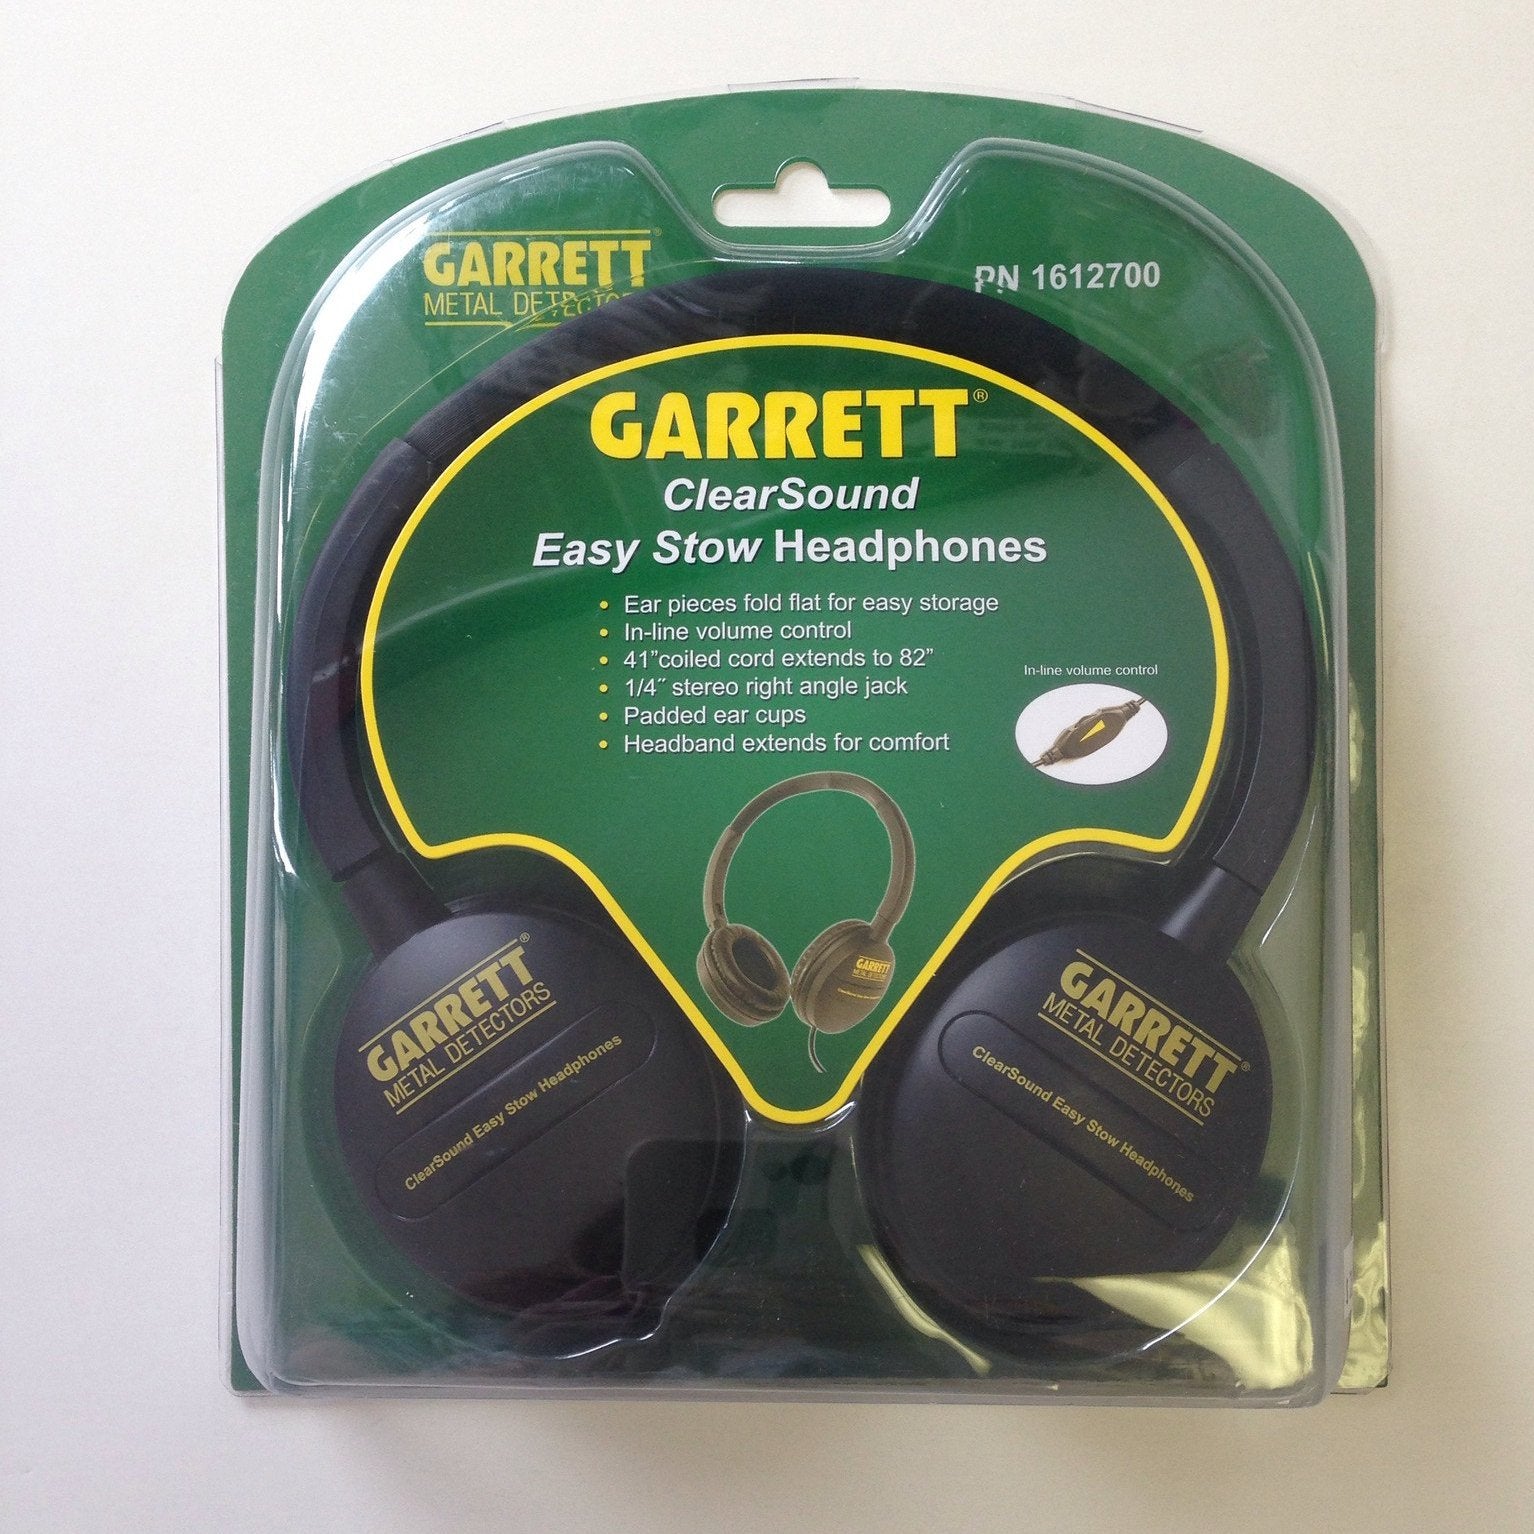 GARRETT®
METAL DETECTORS
PN 1612700
GARRETT®
ClearSound
Easy Stow Headphones
• Ear pieces fold flat for easy storage
• In-line volume control
• 41”coiled cord extends to 82”
• 1/4˝ stereo right angle jack
• Padded ear cups
• Headband extends for comfort
In-line volume control
GARRETT
METAL DETECTORS
GARRETT®
METAL DETECTORS
ClearSound Easy Stow Headphones
GARRETT®
METAL DETECTORS
ClearSound Easy Stow Headphones